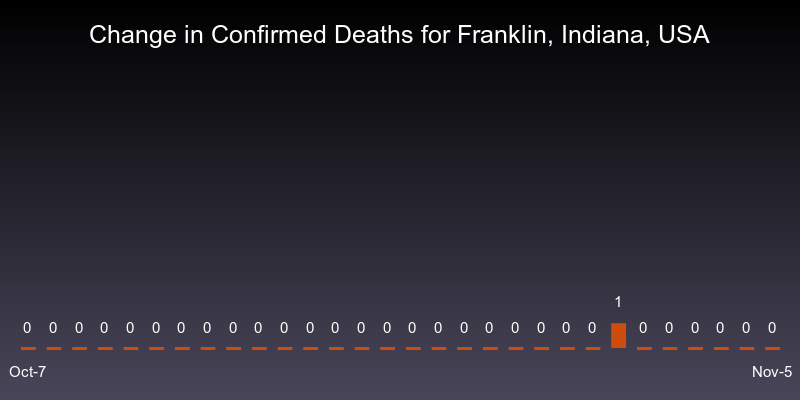 Change in Confirmed Deaths for Franklin, Indiana, USA
1
0 0 0 0 0 0 0 0 0 0 0 0 0 0 0 0 0 0 0 0 0 0 0 0 0 0 0 0 0
Oct-7 Nov-5